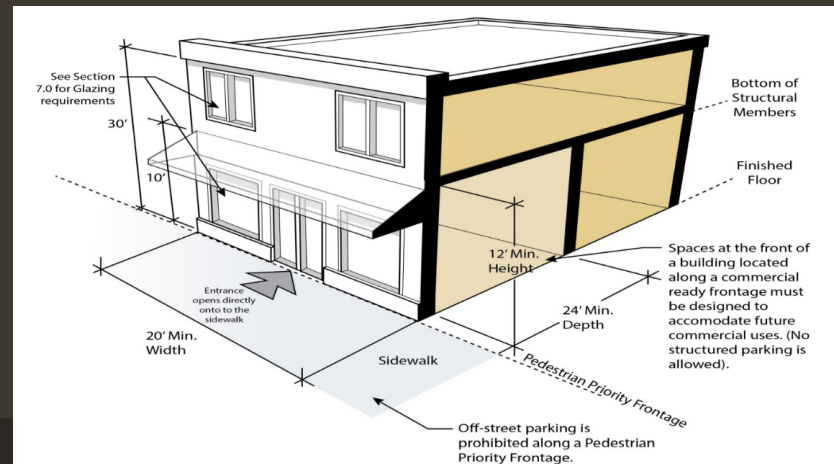 See Section
7.0 for Glazing
requirements
30'
10'
Bottom of
Structural
Members
Finished
Floor
12' Min.
Height
Spaces at the front of
a building located
along a commercial
ready frontage must
be designed to
accomodate future
commercial uses. (No
structured parking is
allowed).
24' Min.
Depth
Entrance
opens directly
onto to the
sidewalk
20' Min.
Width
Sidewalk
Pedestrian Priority Frontage
Off-street parking is
prohibited along a Pedestrian
Priority Frontage.